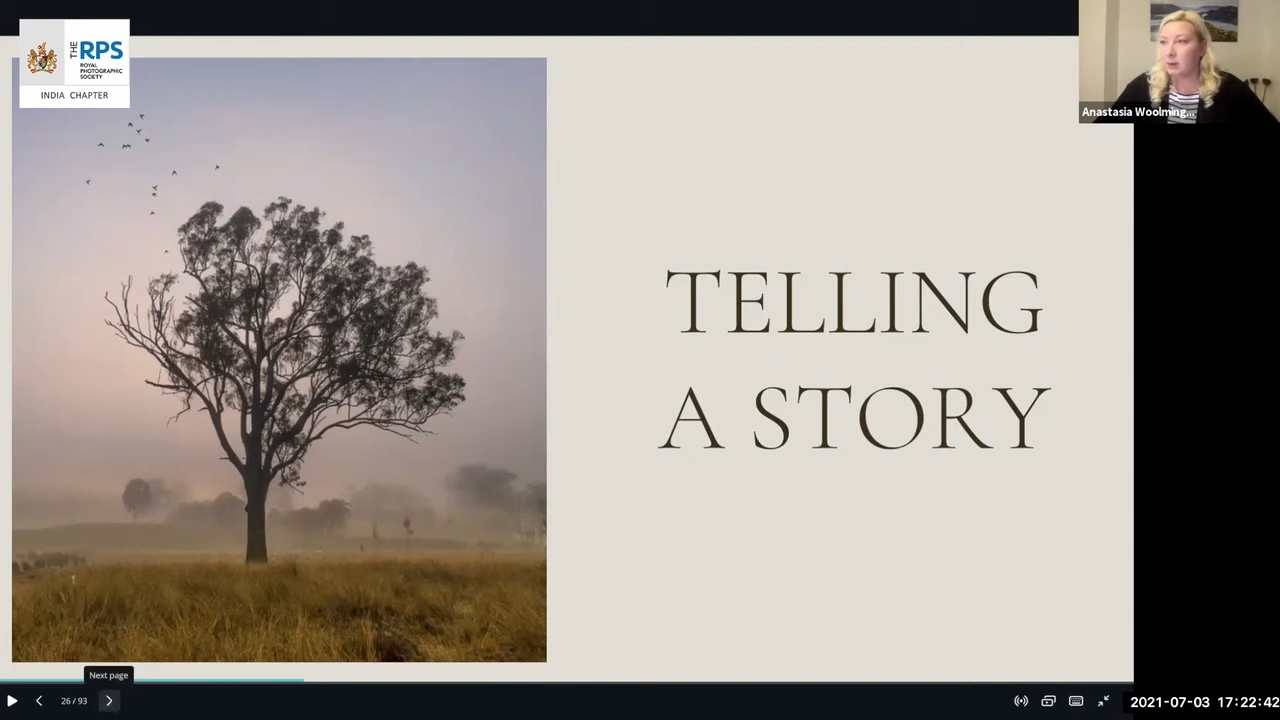 THE RPS
ROYAL
PHOTOGRAPHIC
SOCIETY
INDIA CHAPTER
Anastasia Woolming...
TELLING
A STORY
Next page
26 / 93
2021-07-03 17:22:42